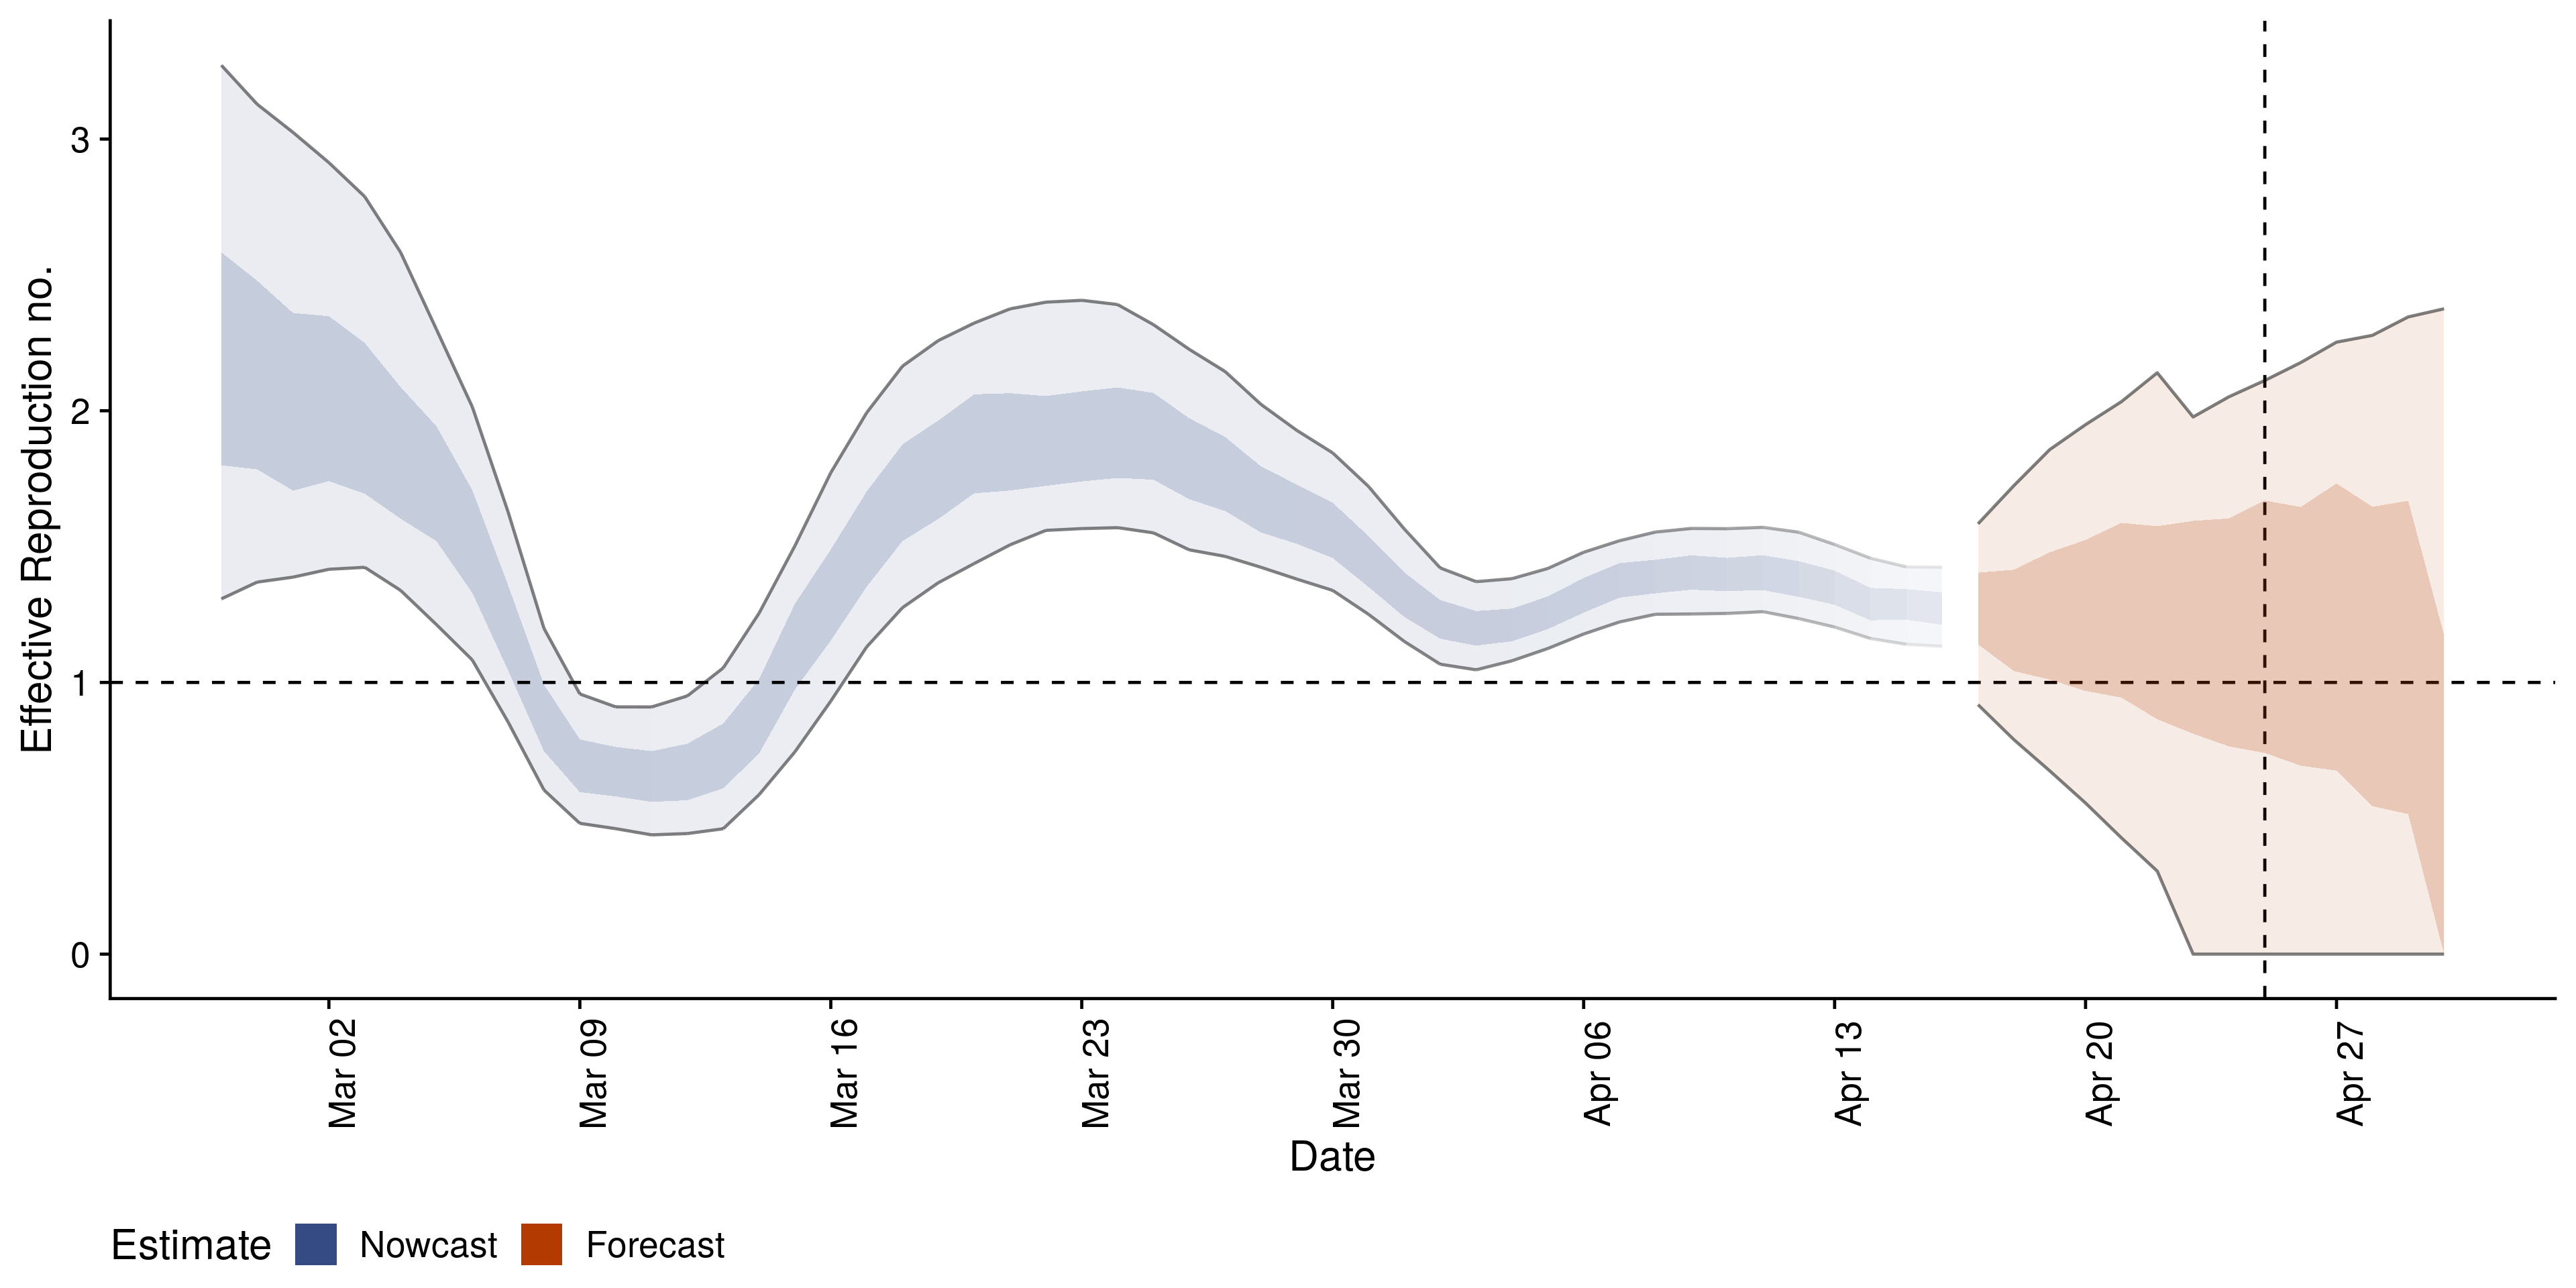 Effective Reproduction no.
3
2
1
0
Mar 02
Mar 09
Mar 16
Mar 23
Mar 30
Apr 06
Apr 13
Apr 20
Apr 27
Date
Estimate Nowcast Forecast